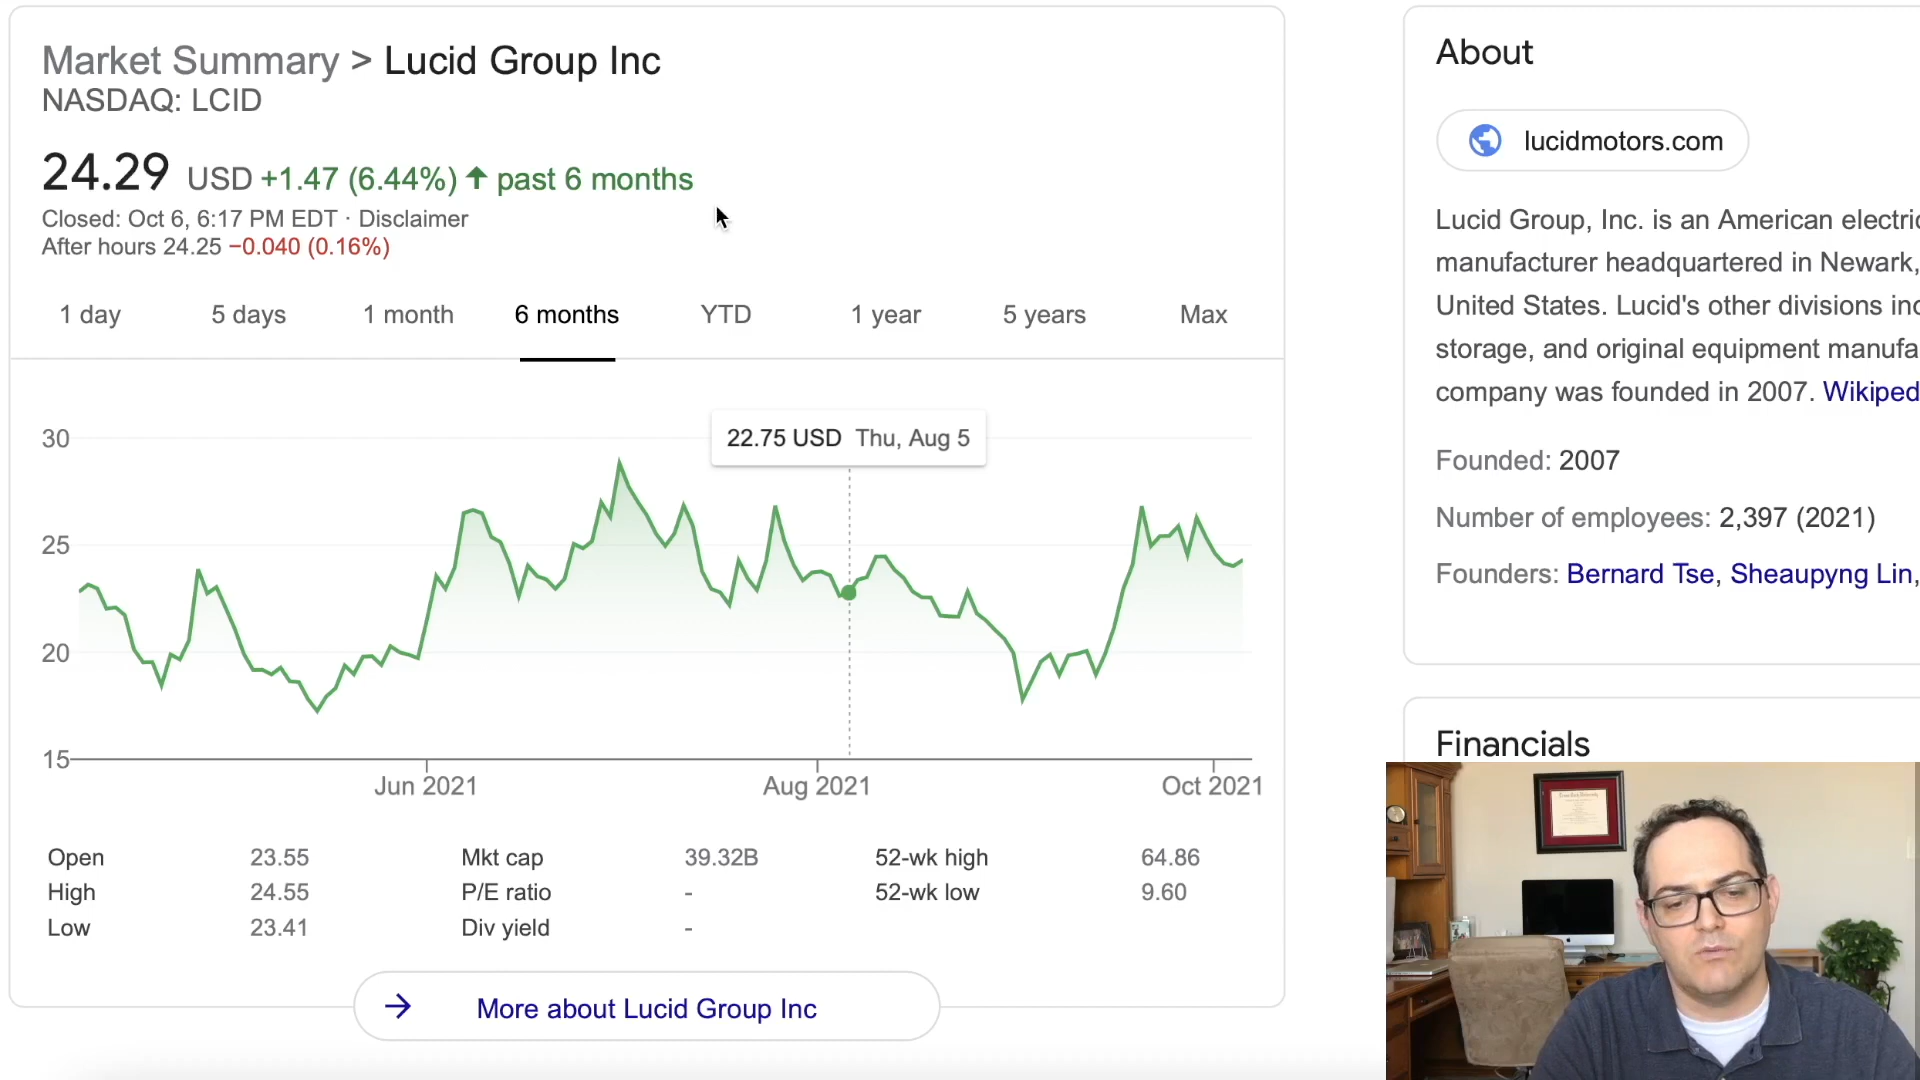 Market Summary > Lucid Group Inc
NASDAQ: LCID
24.29 USD +1.47 (6.44%) ↑ past 6 months
Closed: Oct 6, 6:17 PM EDT · Disclaimer
After hours 24.25 −0.040 (0.16%)
1 day 5 days 1 month 6 months YTD 1 year 5 years Max
22.75 USD Thu, Aug 5
30
25
20
15
Jun 2021 Aug 2021 Oct 2021
Open 23.55 Mkt cap 39.32B 52-wk high 64.86
High 24.55 P/E ratio - 52-wk low 9.60
Low 23.41 Div yield -
More about Lucid Group Inc
About
lucidmotors.com
Lucid Group, Inc. is an American electric
manufacturer headquartered in Newark,
United States. Lucid's other divisions inc
storage, and original equipment manufa
company was founded in 2007. Wikiped
Founded: 2007
Number of employees: 2,397 (2021)
Founders: Bernard Tse, Sheaupyng Lin,
Financials